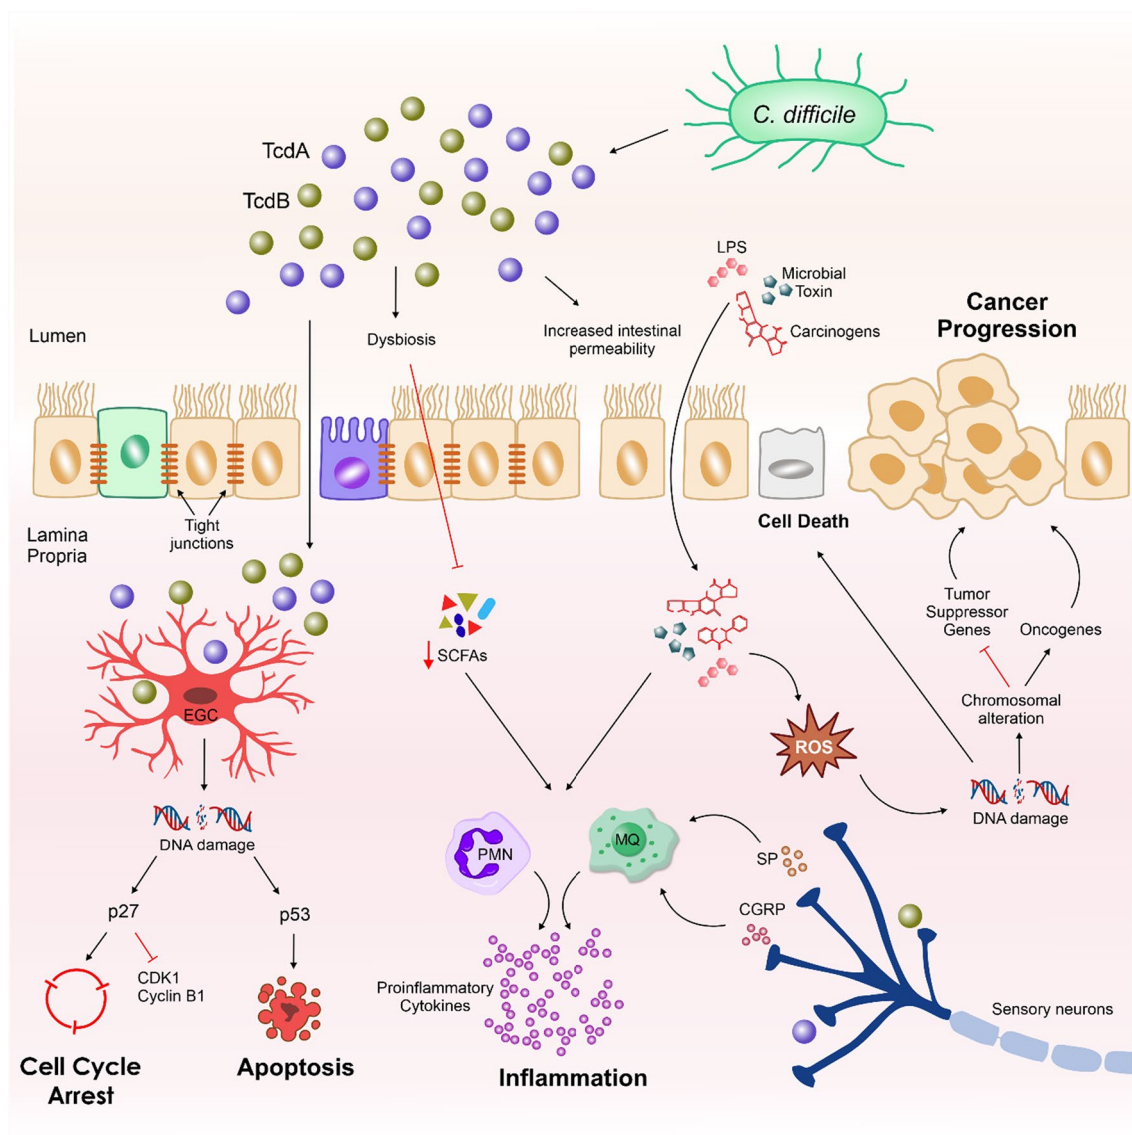 C. difficile
TcdA
TcdB
LPS
Microbial
Toxin
Carcinogens
Cancer
Progression
Lumen
Dysbiosis
Increased intestinal
permeability
Tight
junctions
Cell Death
Lamina
Propria
Tumor
Suppressor
Genes
Oncogenes
SCFAs
EGC
Chromosomal
alteration
ROS
DNA damage
DNA damage
PMN
MQ
SP
CGRP
p27
p53
CDK1
Cyclin B1
Proinflammatory
Cytokines
Sensory neurons
Cell Cycle
Arrest
Apoptosis
Inflammation